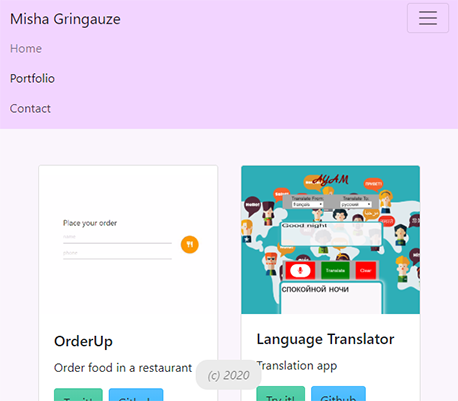 Misha Gringauze
Home
Portfolio
Contact
Place your order
name
phone
AYAM
Translate From: Translate To:
français русский
Good night
Translate Clear
спокойной ночи
OrderUp
Order food in a restaurant
Language Translator
Translation app
Try it! Github
Try it! Github
(c) 2020